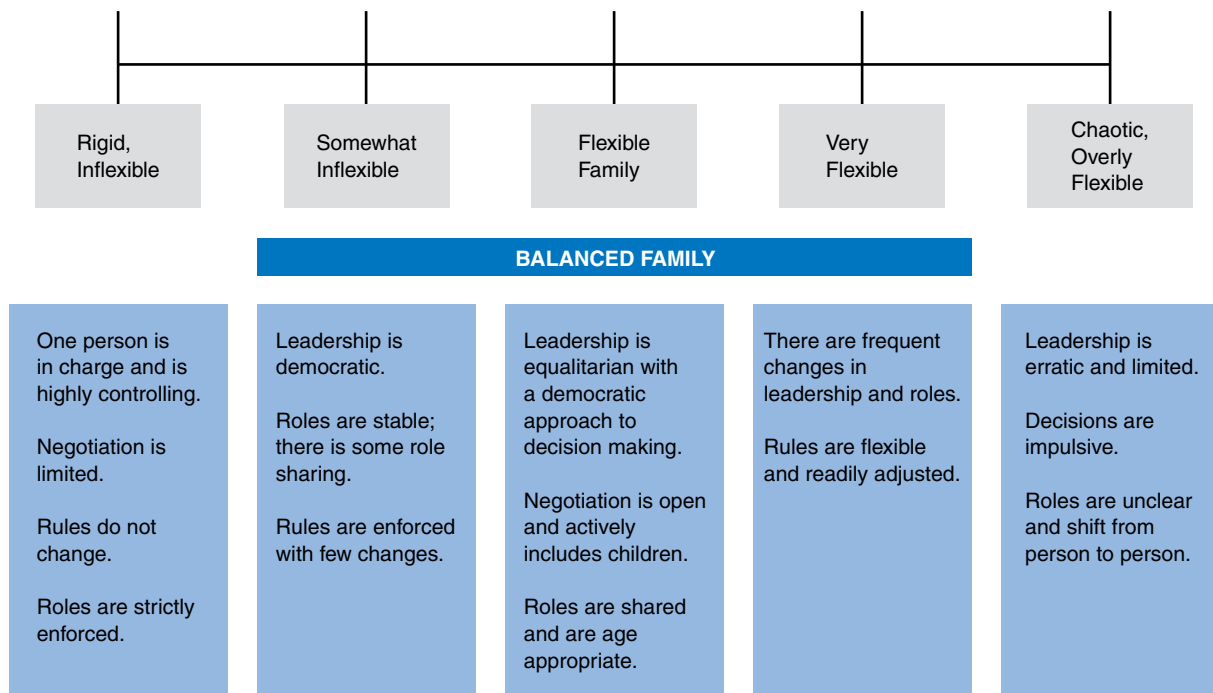 Rigid,
Inflexible
Somewhat
Inflexible
Flexible
Family
Very
Flexible
Chaotic,
Overly
Flexible
BALANCED FAMILY
One person is
in charge and is
highly controlling.
Negotiation is
limited.
Rules do not
change.
Roles are strictly
enforced.
Leadership is
democratic.
Roles are stable;
there is some role
sharing.
Rules are enforced
with few changes.
Leadership is
equalitarian with
a democratic
approach to
decision making.
Negotiation is open
and actively
includes children.
Roles are shared
and are age
appropriate.
There are frequent
changes in
leadership and roles.
Rules are flexible
and readily adjusted.
Leadership is
erratic and limited.
Decisions are
impulsive.
Roles are unclear
and shift from
person to person.